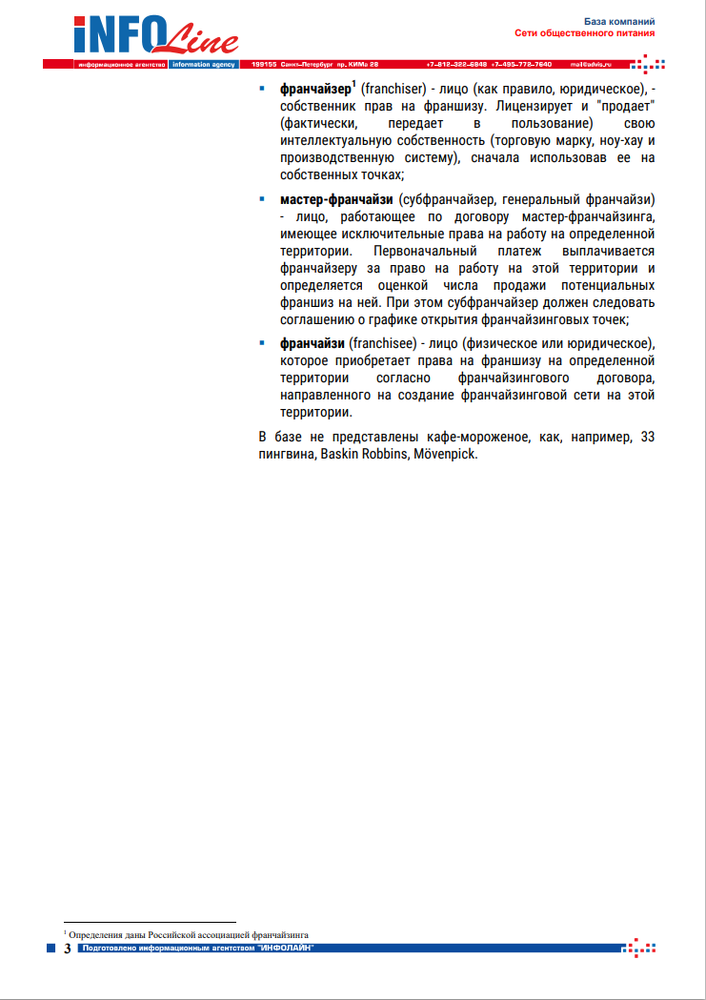 iNFOLine
База компаний
Сети общественного питания
информационное агентство information agency 199155 Санкт-Петербург пр. КИМа 28 +7-812-322-6848 +7-495-772-7640 mail@advis.ru
▪ франчайзер¹ (franchiser) - лицо (как правило, юридическое), -
собственник прав на франшизу. Лицензирует и "продает"
(фактически, передает в пользование) свою
интеллектуальную собственность (торговую марку, ноу-хау и
производственную систему), сначала использовав ее на
собственных точках;
▪ мастер-франчайзи (субфранчайзер, генеральный франчайзи)
- лицо, работающее по договору мастер-франчайзинга,
имеющее исключительные права на работу на определенной
территории. Первоначальный платеж выплачивается
франчайзеру за право на работу на этой территории и
определяется оценкой числа продажи потенциальных
франшиз на ней. При этом субфранчайзер должен следовать
соглашению о графике открытия франчайзинговых точек;
▪ франчайзи (franchisee) - лицо (физическое или юридическое),
которое приобретает права на франшизу на определенной
территории согласно франчайзингового договора,
направленного на создание франчайзинговой сети на этой
территории.
В базе не представлены кафе-мороженое, как, например, 33
пингвина, Baskin Robbins, Mövenpick.
¹ Определения даны Российской ассоциацией франчайзинга
3 Подготовлено информационным агентством "ИНФОЛАЙН"